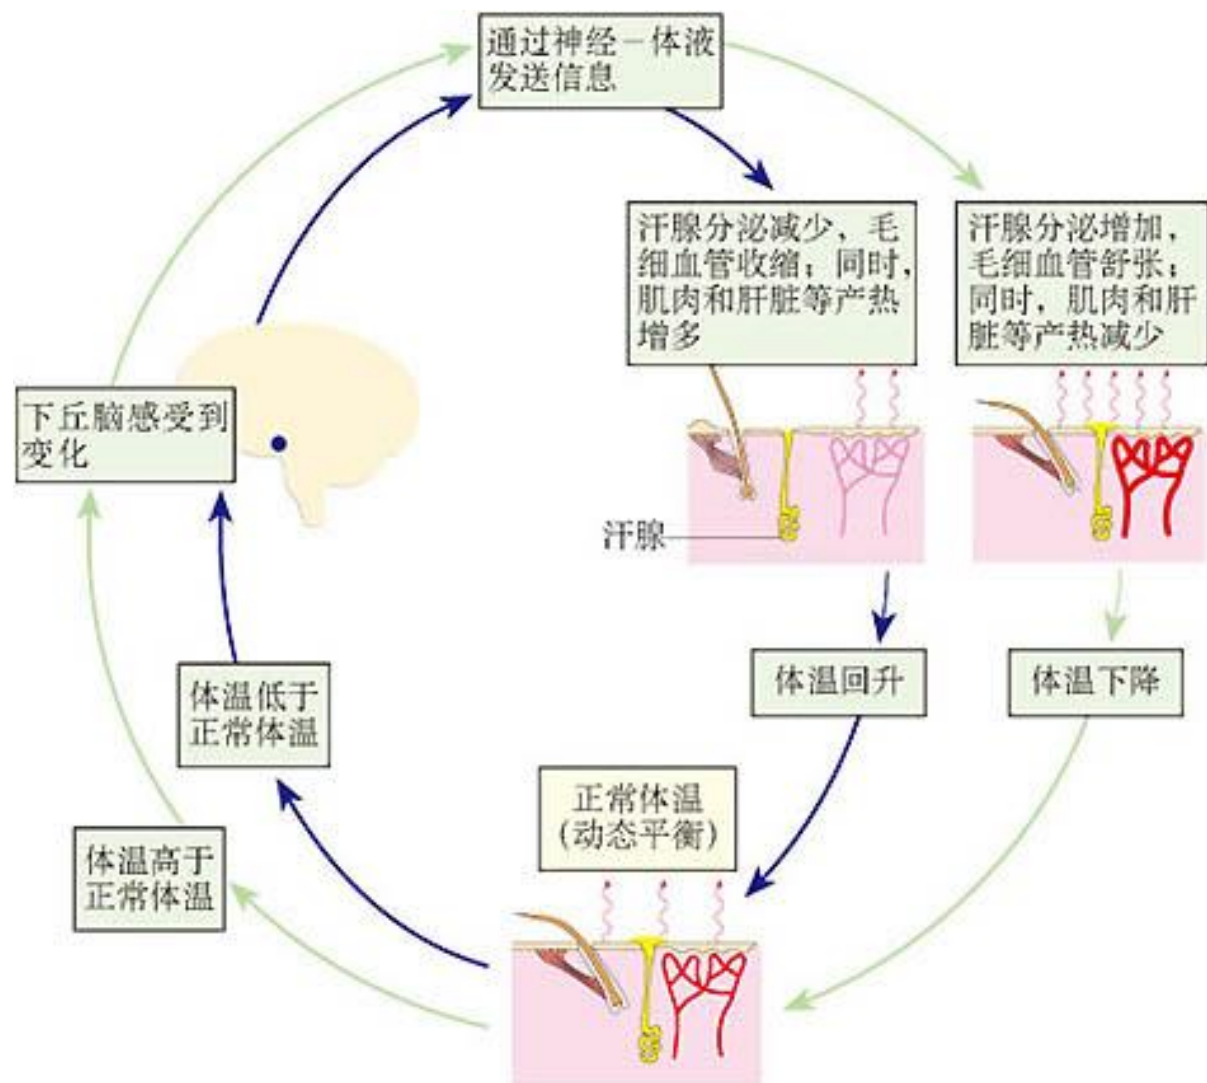 通过神经－体液
发送信息
汗腺分泌减少，毛
细血管收缩；同时，
肌肉和肝脏等产热
增多
汗腺分泌增加，
毛细血管舒张；
同时，肌肉和肝
脏等产热减少
下丘脑感受到
变化
汗腺
体温低于
正常体温
体温回升
体温下降
正常体温
(动态平衡)
体温高于
正常体温